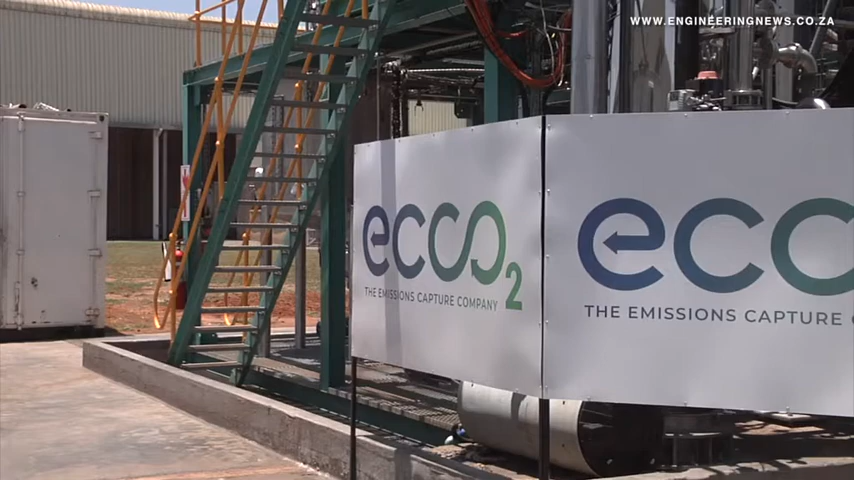 WWW.ENGINEERINGNEWS.CO.ZA
ecco2
THE EMISSIONS CAPTURE COMPANY
ecc
THE EMISSIONS CAPTURE